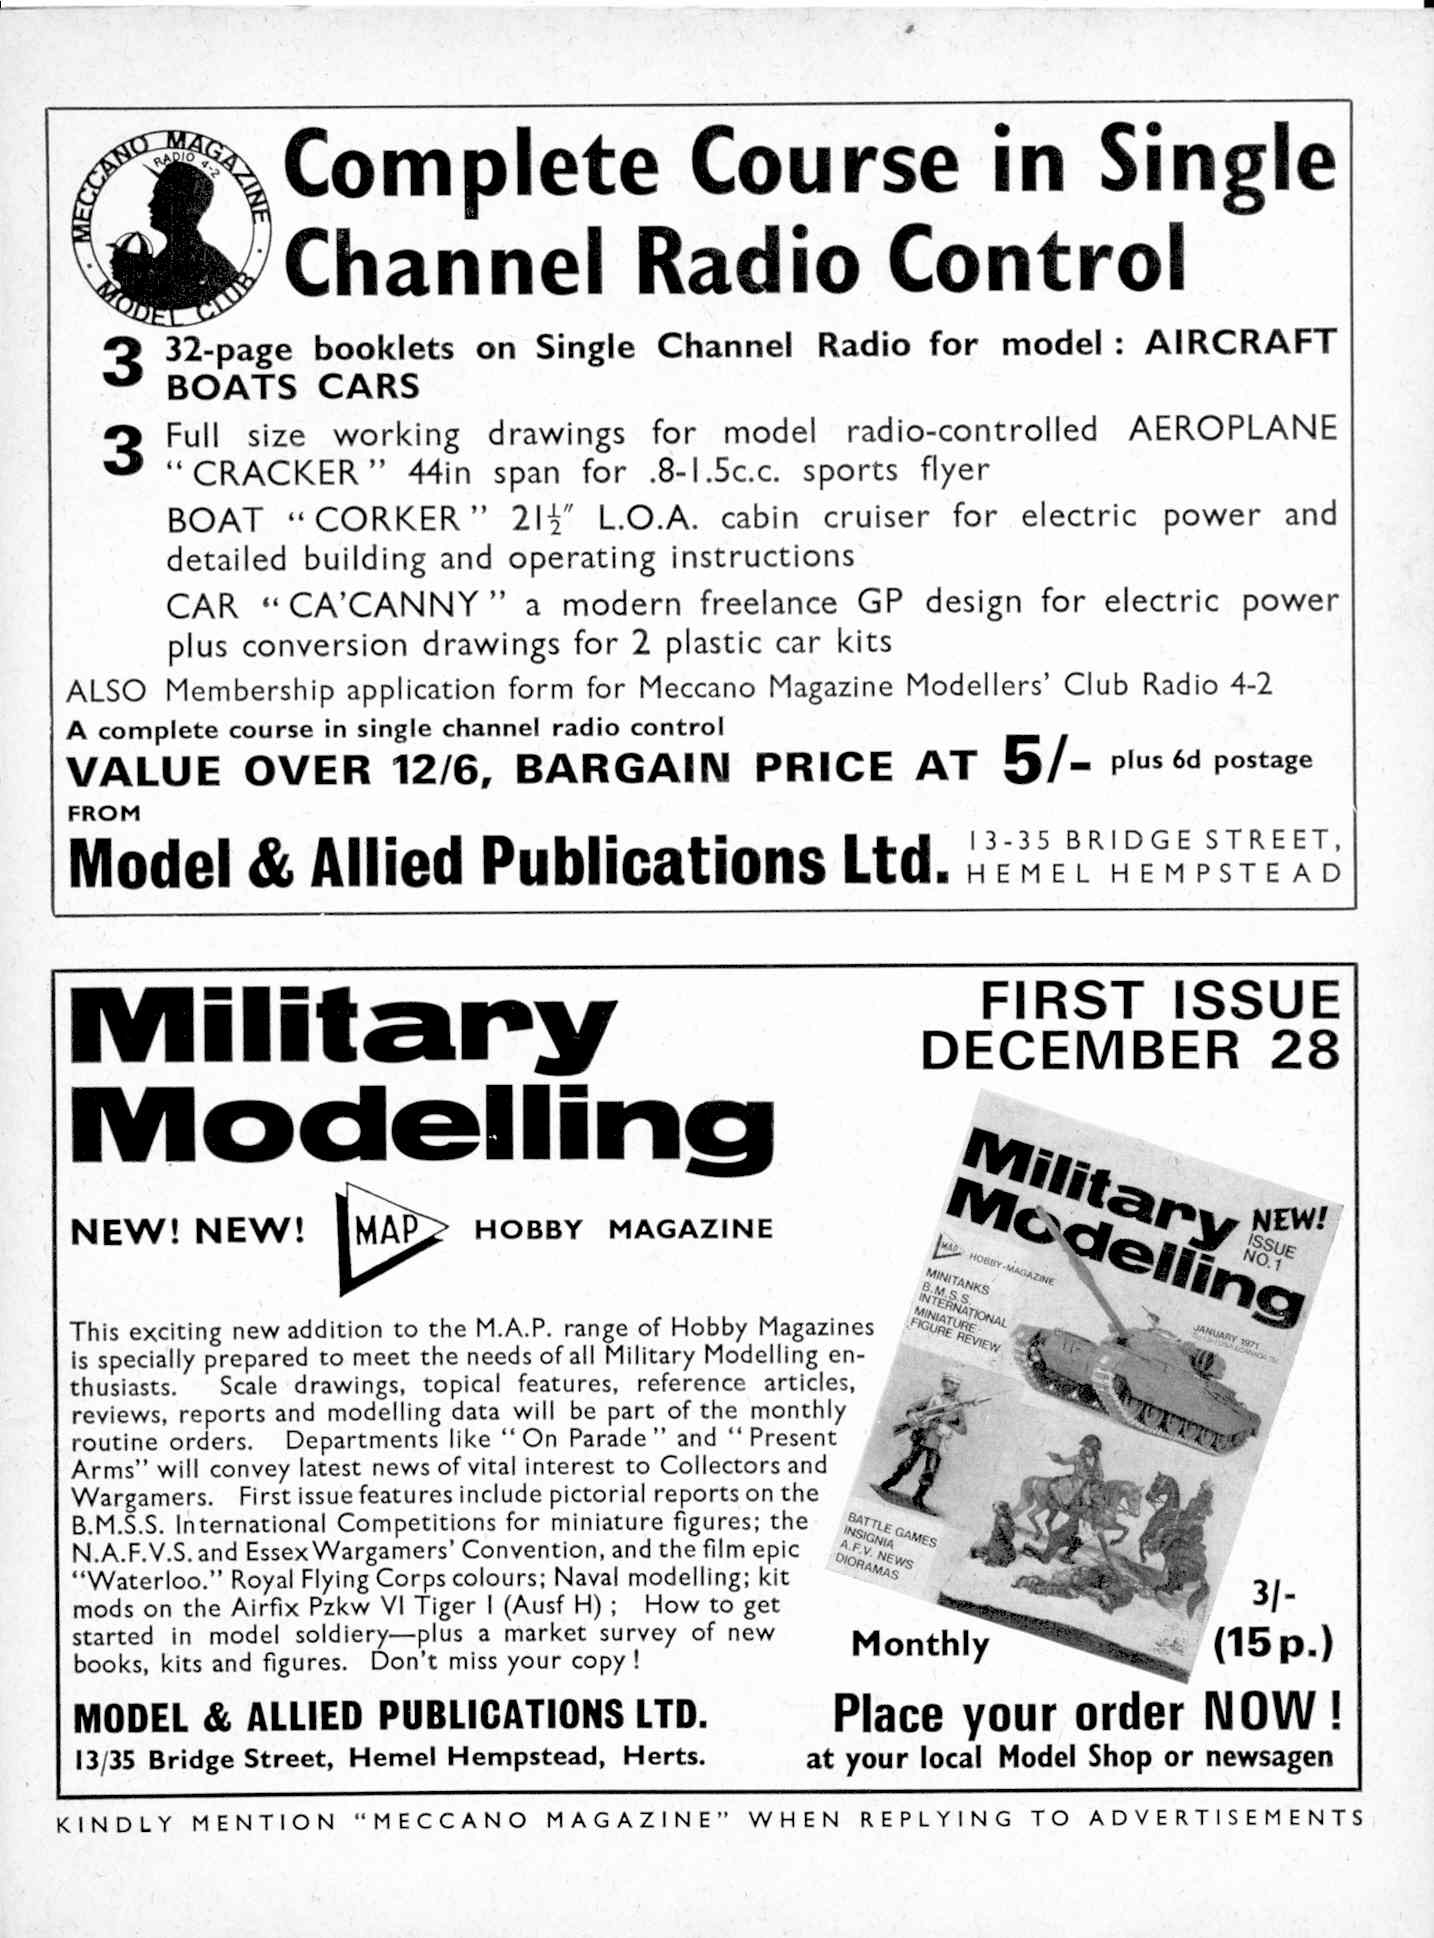 MECCANO MAGAZINE
RADIO 4-2
MODEL CLUB
Complete Course in Single
Channel Radio Control
3 32-page booklets on Single Channel Radio for model : AIRCRAFT
BOATS CARS
3 Full size working drawings for model radio-controlled AEROPLANE
“CRACKER” 44in span for .8-1.5c.c. sports flyer
BOAT “CORKER” 21½″ L.O.A. cabin cruiser for electric power and
detailed building and operating instructions
CAR “CA'CANNY” a modern freelance GP design for electric power
plus conversion drawings for 2 plastic car kits
ALSO Membership application form for Meccano Magazine Modellers' Club Radio 4-2
A complete course in single channel radio control
VALUE OVER 12/6, BARGAIN PRICE AT 5/- plus 6d postage
FROM
Model & Allied Publications Ltd.
13-35 BRIDGE STREET,
HEMEL HEMPSTEAD
Military
Modelling
FIRST ISSUE
DECEMBER 28
NEW! NEW! MAP HOBBY MAGAZINE
This exciting new addition to the M.A.P. range of Hobby Magazines
is specially prepared to meet the needs of all Military Modelling en-
thusiasts. Scale drawings, topical features, reference articles,
reviews, reports and modelling data will be part of the monthly
routine orders. Departments like “On Parade” and “Present
Arms” will convey latest news of vital interest to Collectors and
Wargamers. First issue features include pictorial reports on the
B.M.S.S. International Competitions for miniature figures; the
N.A.F.V.S. and Essex Wargamers' Convention, and the film epic
“Waterloo.” Royal Flying Corps colours; Naval modelling; kit
mods on the Airfix Pzkw VI Tiger I (Ausf H) ; How to get
started in model soldiery—plus a market survey of new
books, kits and figures. Don't miss your copy !
Military
Modelling
NEW!
ISSUE
NO. 1
MAP HOBBY-MAGAZINE
MINITANKS
B.M.S.S.
INTERNATIONAL
MINIATURE
FIGURE REVIEW
JANUARY 1971
BATTLE GAMES
INSIGNIA
A.F.V. NEWS
DIORAMAS
3/-
Monthly
(15 p.)
MODEL & ALLIED PUBLICATIONS LTD.
13/35 Bridge Street, Hemel Hempstead, Herts.
Place your order NOW !
at your local Model Shop or newsagen
KINDLY MENTION “MECCANO MAGAZINE” WHEN REPLYING TO ADVERTISEMENTS